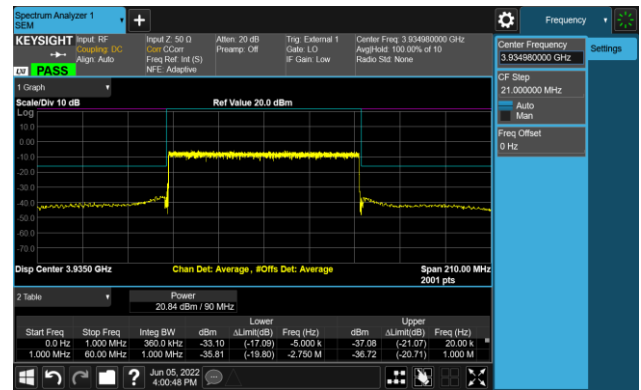 Spectrum Analyzer 1
SEM
Frequency
KEYSIGHT Input: RF
Coupling: DC
Align: Auto
Input Z: 50 Ω
Corr CCorr
Freq Ref: Int (S)
NFE: Adaptive
Atten: 20 dB
Preamp: Off
Trig: External 1
Gate: LO
IF Gain: Low
Center Freq: 3.934980000 GHz
Avg|Hold: 100.00% of 10
Radio Std: None
LXI PASS
Center Frequency
3.934980000 GHz
Settings
CF Step
21.000000 MHz
Auto
Man
Freq Offset
0 Hz
1 Graph
Scale/Div 10 dB
Ref Value 20.0 dBm
Log
10.0
0.00
-10.0
-20.0
-30.0
-40.0
-50.0
-60.0
-70.0
Disp Center 3.9350 GHz
Chan Det: Average , #Offs Det: Average
Span 210.00 MHz
2001 pts
2 Table
Power
20.84 dBm / 90 MHz
Lower Upper
Start Freq Stop Freq Integ BW dBm ΔLimit(dB) Freq (Hz) dBm ΔLimit(dB) Freq (Hz)
0.0 Hz 1.000 MHz 360.0 kHz -33.10 (-17.09) -5.000 k -37.08 (-21.07) 20.00 k
1.000 MHz 60.00 MHz 1.000 MHz -35.81 (-19.80) -2.750 M -36.72 (-20.71) 1.000 M
Jun 05, 2022
4:00:48 PM